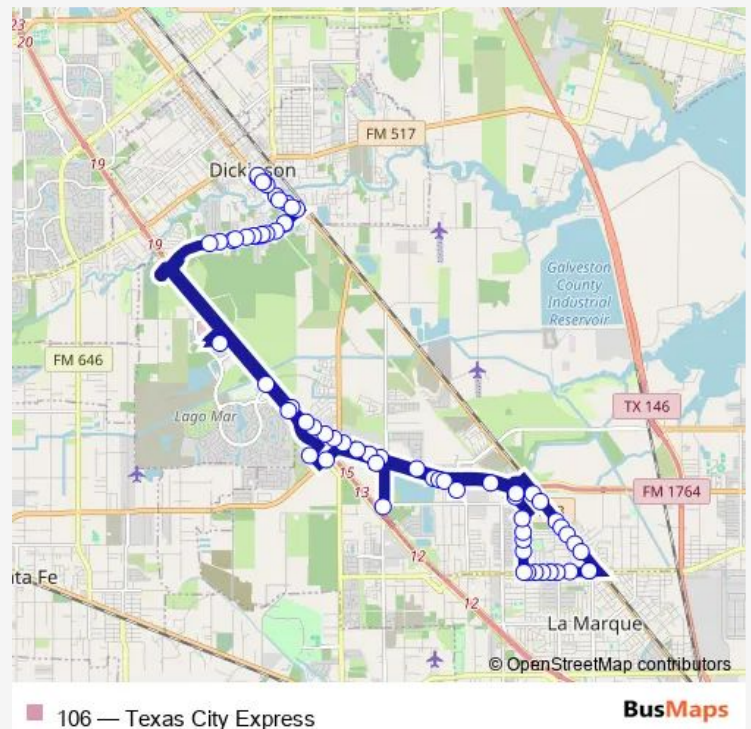 23
20
FM 517
19
Dickinson
19
Galveston
County
Industrial
Reservoir
FM 646
TX 146
Lago Mar
15
13
FM 1764
3
12
ta Fe
12
La Marque
© OpenStreetMap contributors
106 — Texas City Express
BusMaps